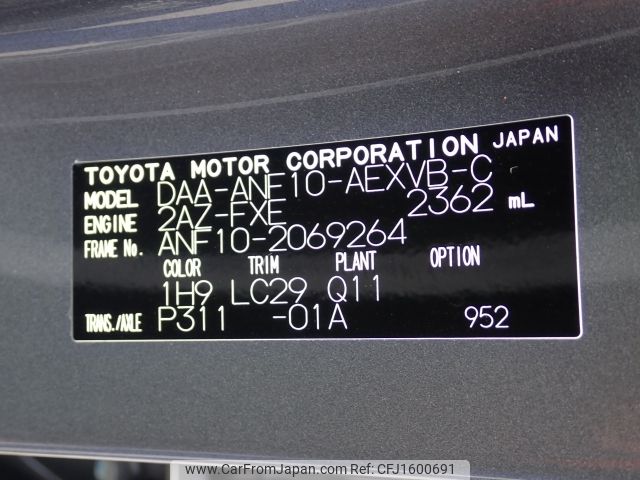 TOYOTA MOTOR CORPORATION JAPAN
MODEL DAA-ANF10-AEXVB-C
ENGINE 2AZ-FXE 2362 mL
FRAME No. ANF10-2069264
COLOR TRIM PLANT OPTION
1H9 LC29 Q11
TRANS./AXLE P311 -01A 952
www.CarFromJapan.com - CFJ1600691